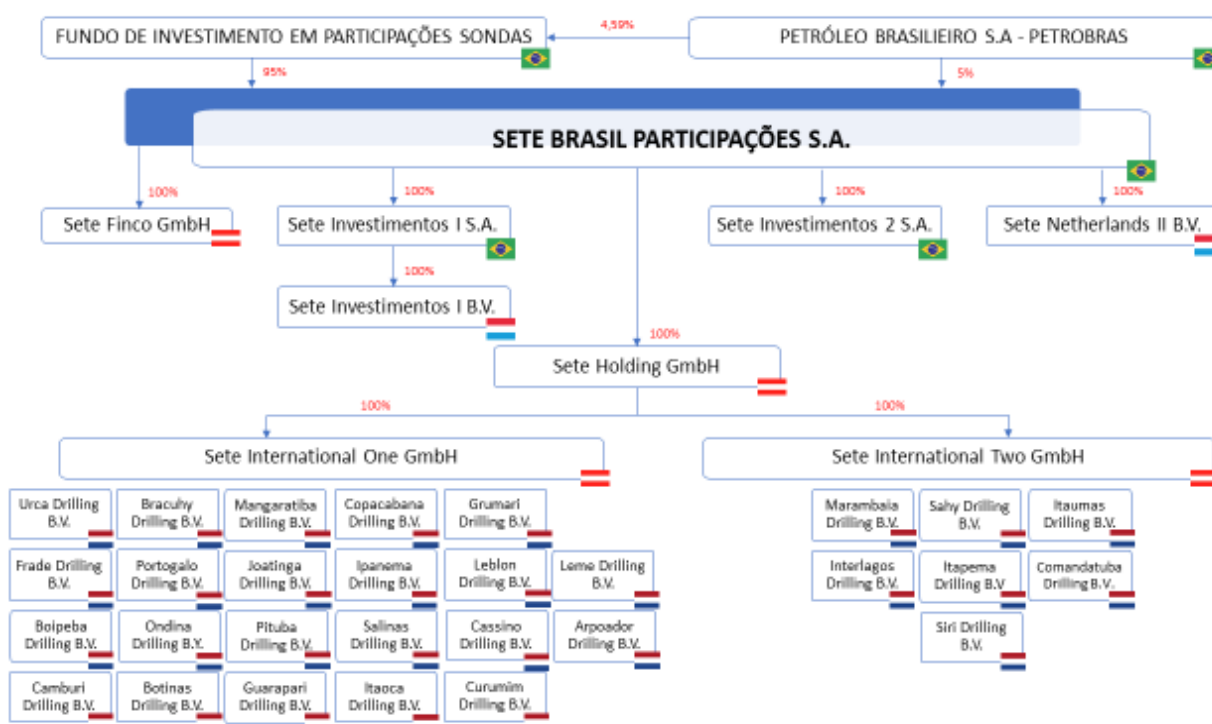 FUNDO DE INVESTIMENTO EM PARTICIPAÇÕES SONDAS
4,59%
PETRÓLEO BRASILIEIRO S.A - PETROBRAS
95%
5%
SETE BRASIL PARTICIPAÇÕES S.A.
100%
100%
100%
100%
Sete Finco GmbH
Sete Investimentos I S.A.
Sete Investimentos 2 S.A.
Sete Netherlands II B.V.
100%
Sete Investimentos I B.V.
100%
Sete Holding GmbH
100%
100%
Sete International One GmbH
Sete International Two GmbH
Urca Drilling
B.V.
Bracuhy
Drilling B.V.
Mangaratiba
Drilling B.V.
Copacabana
Drilling B.V.
Grumari
Drilling B.V.
Marambaia
Drilling B.V.
Sahy Drilling
B.V.
Itaumas
Drilling B.V.
Frade Drilling
B.V.
Portogalo
Drilling B.V.
Joatinga
Drilling B.V.
Ipanema
Drilling B.V.
Leblon
Drilling B.V.
Leme Drilling
B.V.
Interlagos
Drilling B.V.
Itapema
Drilling B.V
Comandatuba
Drilling B.V.
Boipeba
Drilling B.V.
Ondina
Drilling B.V.
Pituba
Drilling B.V.
Salinas
Drilling B.V.
Cassino
Drilling B.V.
Arpoador
Drilling B.V.
Siri Drilling
B.V.
Camburi
Drilling B.V.
Botinas
Drilling B.V.
Guarapari
Drilling B.V.
Itaoca
Drilling B.V.
Curumim
Drilling B.V.